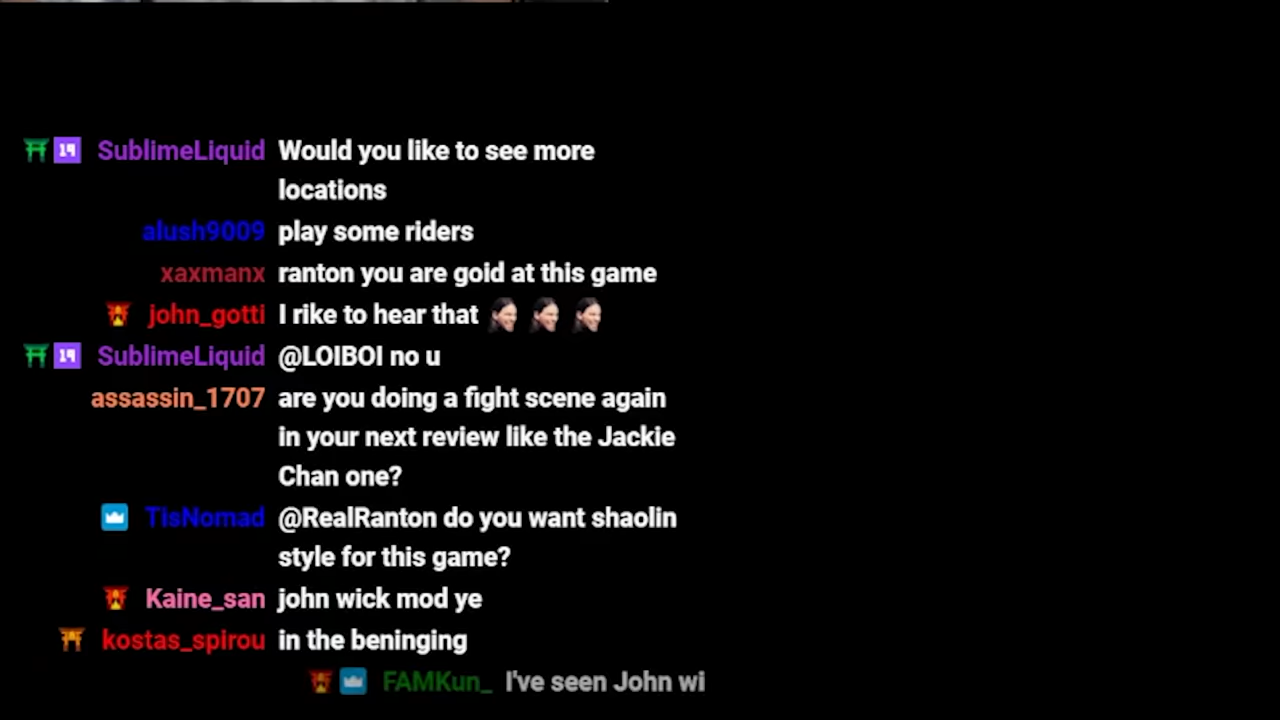 19 SublimeLiquid Would you like to see more
locations
alush9009 play some riders
xaxmanx ranton you are goid at this game
john_gotti I rike to hear that
19 SublimeLiquid @LOIBOI no u
assassin_1707 are you doing a fight scene again
in your next review like the Jackie
Chan one?
TisNomad @RealRanton do you want shaolin
style for this game?
Kaine_san john wick mod ye
kostas_spirou in the beninging
FAMKun_ I've seen John wi